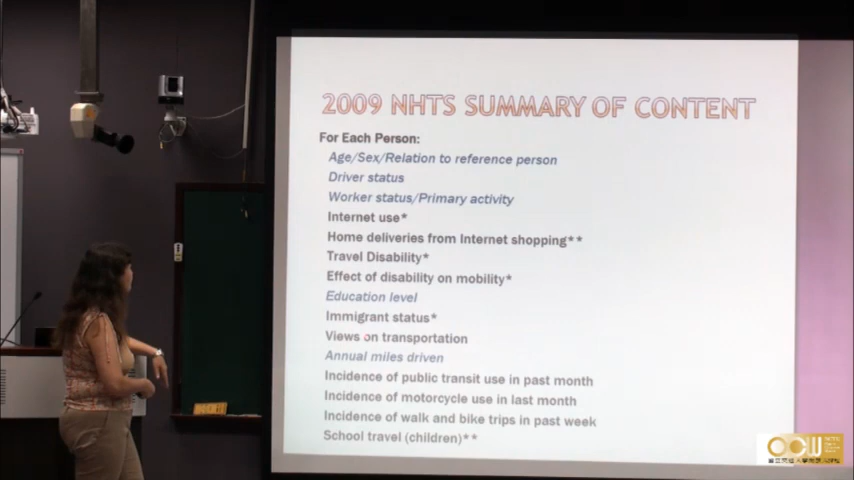 2009 NHTS SUMMARY OF CONTENT
For Each Person:
Age/Sex/Relation to reference person
Driver status
Worker status/Primary activity
Internet use*
Home deliveries from Internet shopping**
Travel Disability*
Effect of disability on mobility*
Education level
Immigrant status*
Views on transportation
Annual miles driven
Incidence of public transit use in past month
Incidence of motorcycle use in last month
Incidence of walk and bike trips in past week
School travel (children)**
OCW